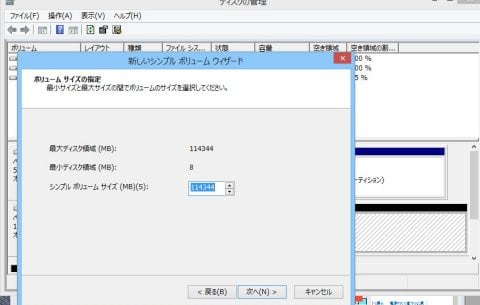 ディスクの管理
ファイル(F) 操作(A) 表示(V) ヘルプ(H)
ボリューム レイアウト 種類 ファイル シス... 状態 容量 空き領域 空き領域の割...
新しいシンプル ボリューム ウィザード
00 %
ボリューム サイズの指定
最小サイズと最大サイズの間でボリュームのサイズを選択してください。
最大ディスク領域 (MB): 114344
最小ディスク領域 (MB): 8
シンプル ボリューム サイズ (MB)(S): 114344
ーティション)
< 戻る(B) 次へ(N) > キャンセル